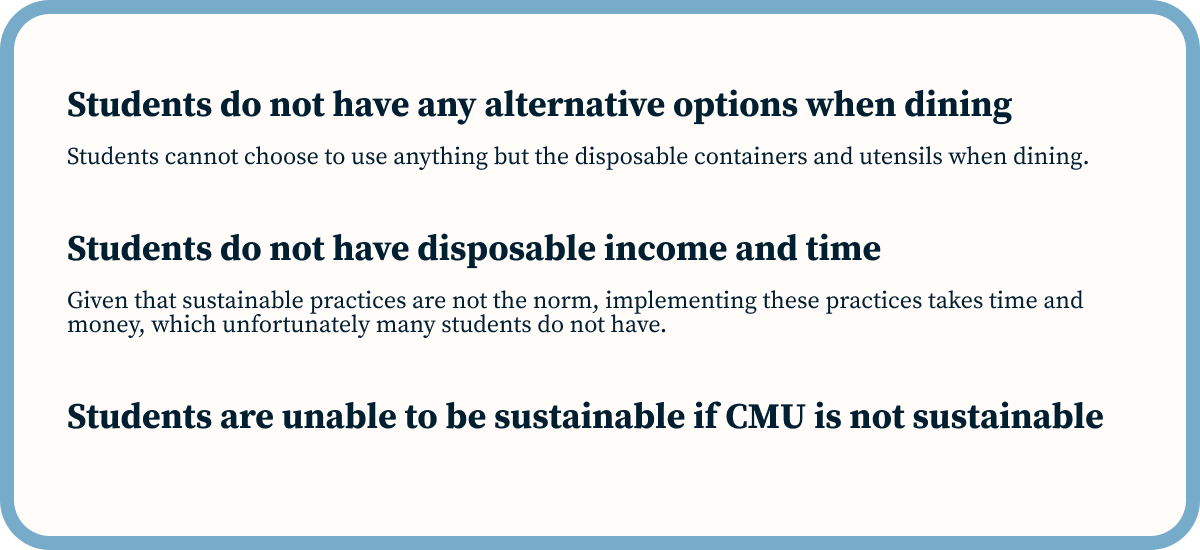 Students do not have any alternative options when dining
Students cannot choose to use anything but the disposable containers and utensils when dining.
Students do not have disposable income and time
Given that sustainable practices are not the norm, implementing these practices takes time and
money, which unfortunately many students do not have.
Students are unable to be sustainable if CMU is not sustainable